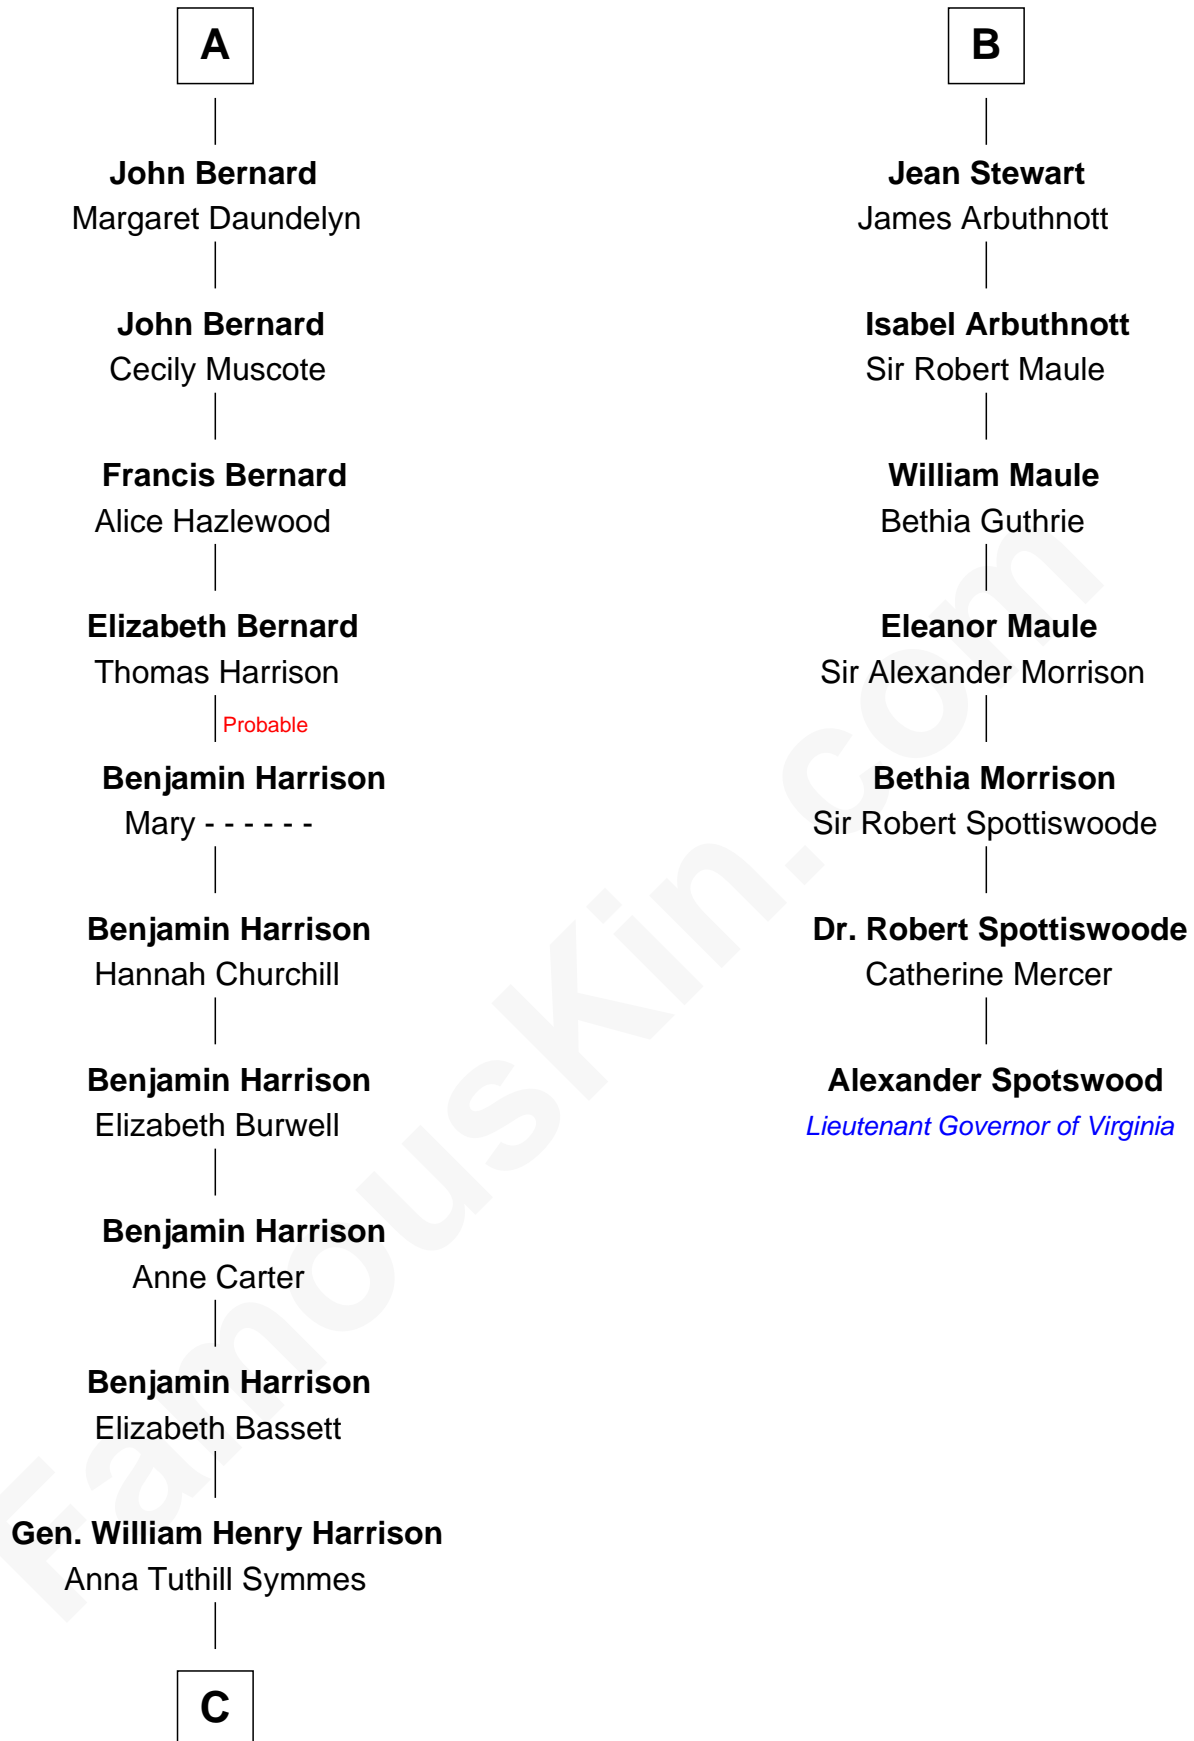 A
John Bernard
Margaret Daundelyn
John Bernard
Cecily Muscote
Francis Bernard
Alice Hazlewood
Elizabeth Bernard
Thomas Harrison
Probable
Benjamin Harrison
Mary - - - - - -
Benjamin Harrison
Hannah Churchill
Benjamin Harrison
Elizabeth Burwell
Benjamin Harrison
Anne Carter
Benjamin Harrison
Elizabeth Bassett
Gen. William Henry Harrison
Anna Tuthill Symmes
C
B
Jean Stewart
James Arbuthnott
Isabel Arbuthnott
Sir Robert Maule
William Maule
Bethia Guthrie
Eleanor Maule
Sir Alexander Morrison
Bethia Morrison
Sir Robert Spottiswoode
Dr. Robert Spottiswoode
Catherine Mercer
Alexander Spotswood
Lieutenant Governor of Virginia
FamousKin.com